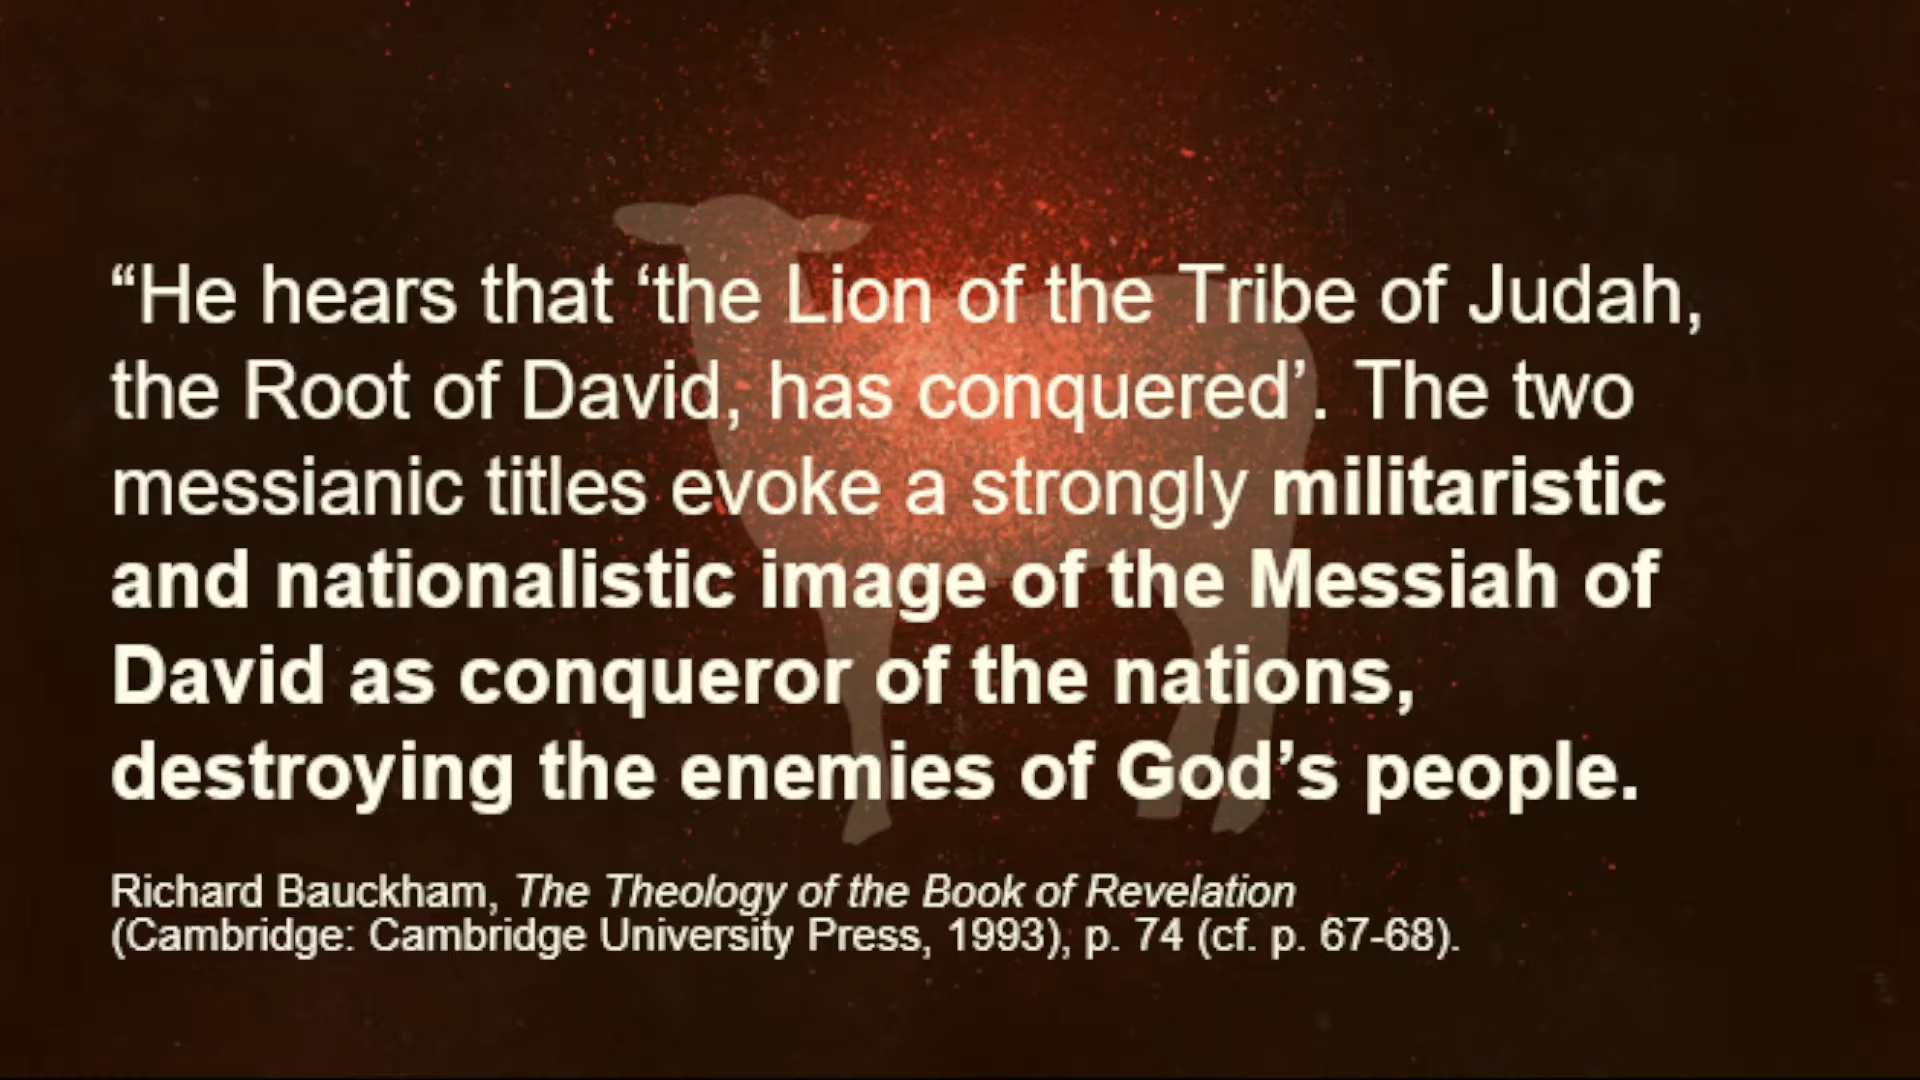 “He hears that ‘the Lion of the Tribe of Judah,
the Root of David, has conquered’. The two
messianic titles evoke a strongly militaristic
and nationalistic image of the Messiah of
David as conqueror of the nations,
destroying the enemies of God’s people.
Richard Bauckham, The Theology of the Book of Revelation
(Cambridge: Cambridge University Press, 1993), p. 74 (cf. p. 67-68).